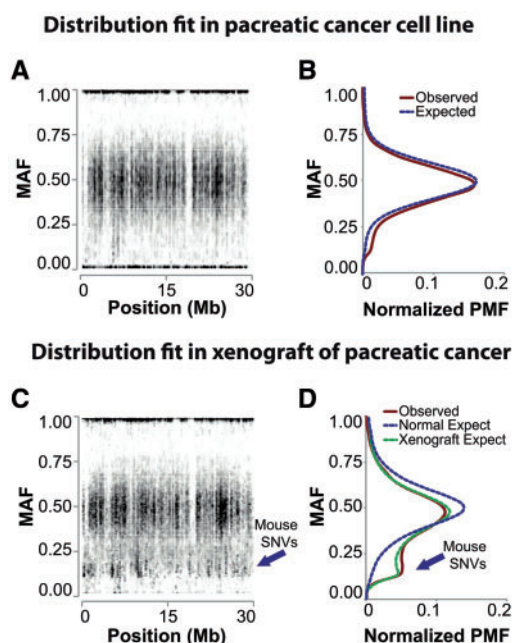 Distribution fit in pacreatic cancer cell line
A
B
MAF
1.00
0.75
0.50
0.25
0.00
0
15
30
Position (Mb)
MAF
1.00
0.75
0.50
0.25
0.00
Observed
Expected
0
0.1
0.2
Normalized PMF
Distribution fit in xenograft of pacreatic cancer
C
D
MAF
1.00
0.75
0.50
0.25
0.00
Mouse
SNVs
0
15
30
Position (Mb)
MAF
1.00
0.75
0.50
0.25
0.00
Observed
Normal Expect
Xenograft Expect
Mouse
SNVs
0
0.1
0.2
Normalized PMF